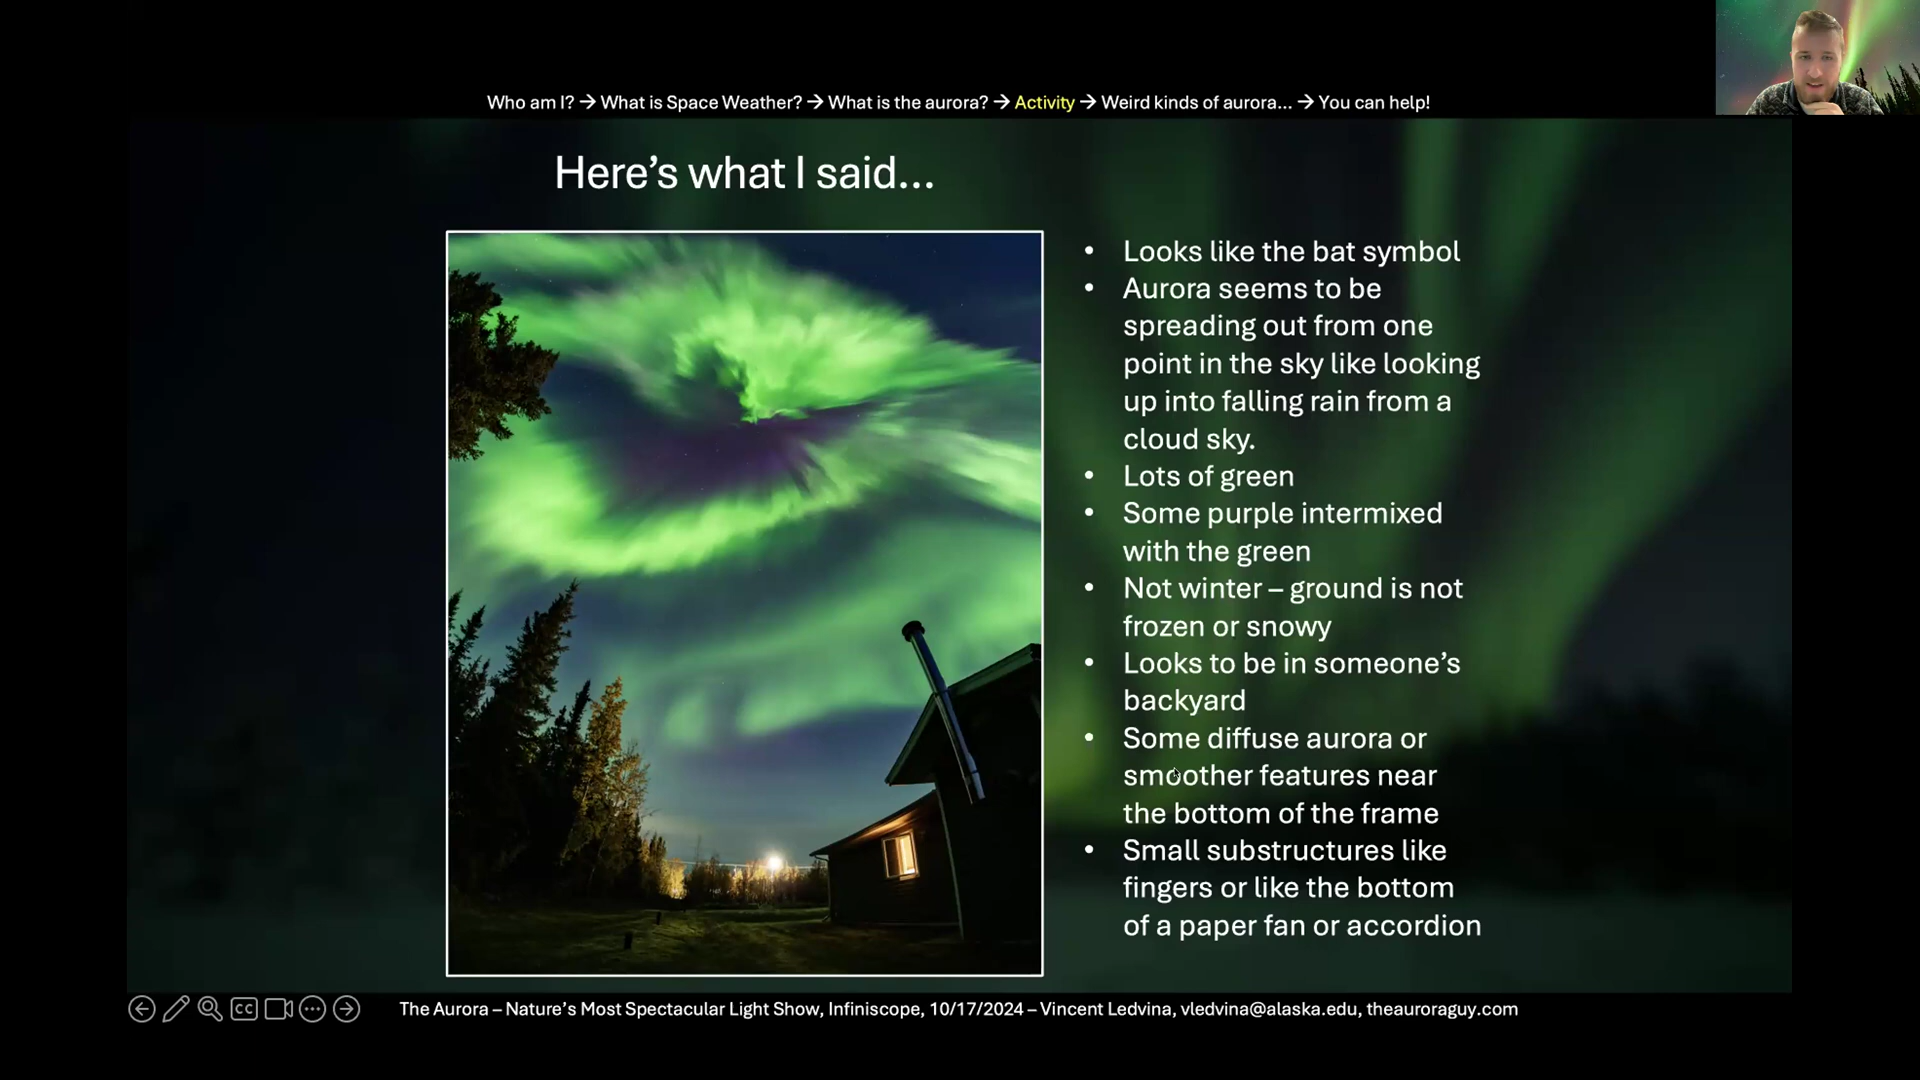 Who am I? → What is Space Weather? → What is the aurora? → Activity → Weird kinds of aurora... → You can help!
Here's what I said...
• Looks like the bat symbol
• Aurora seems to be
spreading out from one
point in the sky like looking
up into falling rain from a
cloud sky.
• Lots of green
• Some purple intermixed
with the green
• Not winter – ground is not
frozen or snowy
• Looks to be in someone's
backyard
• Some diffuse aurora or
smoother features near
the bottom of the frame
• Small substructures like
fingers or like the bottom
of a paper fan or accordion
CC
The Aurora – Nature's Most Spectacular Light Show, Infiniscope, 10/17/2024 – Vincent Ledvina, vledvina@alaska.edu, theauroraguy.com